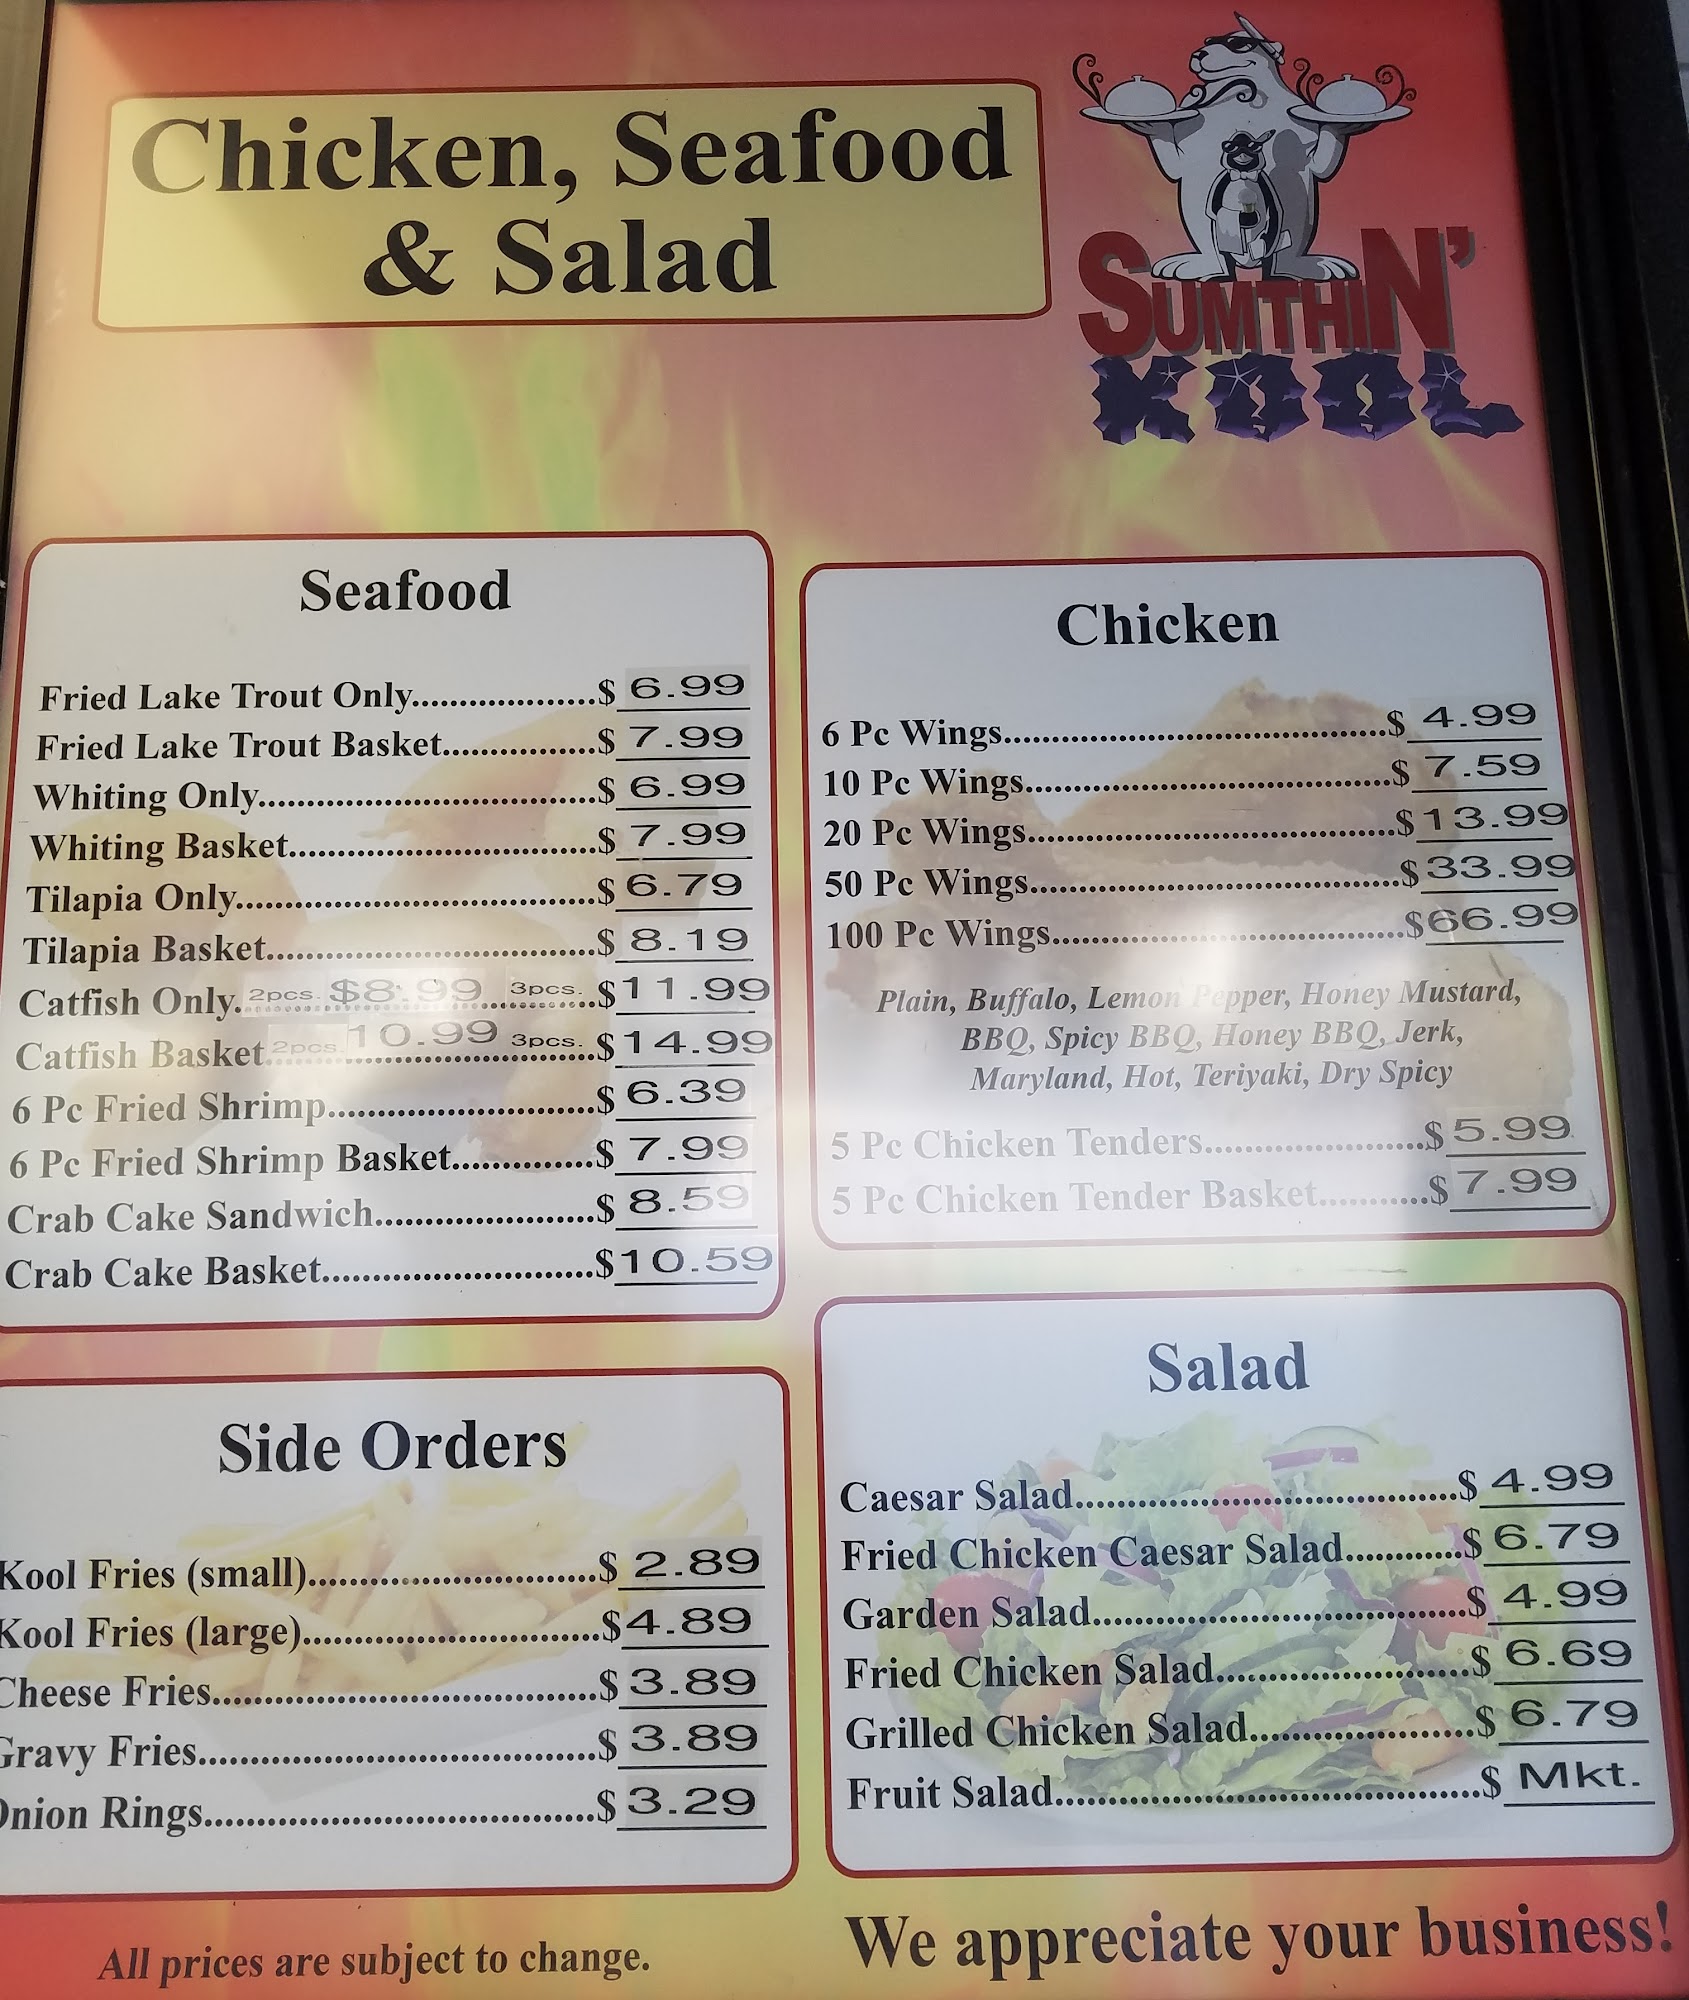 Chicken, Seafood
& Salad
SUMTHIN'
KOOL
Seafood
Fried Lake Trout Only...................$ 6.99
Fried Lake Trout Basket................$ 7.99
Whiting Only...................................$ 6.99
Whiting Basket................................$ 7.99
Tilapia Only.....................................$ 6.79
Tilapia Basket..................................$ 8.19
Catfish Only. 2pcs. $8.99 3pcs. $11.99
Catfish Basket 2pcs. 10.99 3pcs. $14.99
6 Pc Fried Shrimp............................$ 6.39
6 Pc Fried Shrimp Basket...............$ 7.99
Crab Cake Sandwich.......................$ 8.59
Crab Cake Basket............................$10.59
Chicken
6 Pc Wings........................................$ 4.99
10 Pc Wings......................................$ 7.59
20 Pc Wings......................................$13.99
50 Pc Wings......................................$33.99
100 Pc Wings....................................$66.99
Plain, Buffalo, Lemon Pepper, Honey Mustard,
BBQ, Spicy BBQ, Honey BBQ, Jerk,
Maryland, Hot, Teriyaki, Dry Spicy
5 Pc Chicken Tenders......................$5.99
5 Pc Chicken Tender Basket...........$ 7.99
Side Orders
Kool Fries (small).............................$ 2.89
Kool Fries (large)..............................$4.89
Cheese Fries.......................................$ 3.89
Gravy Fries........................................$ 3.89
Onion Rings.......................................$ 3.29
Salad
Caesar Salad.......................................$ 4.99
Fried Chicken Caesar Salad............$ 6.79
Garden Salad......................................$ 4.99
Fried Chicken Salad..........................$ 6.69
Grilled Chicken Salad.......................$ 6.79
Fruit Salad...........................................$ Mkt.
All prices are subject to change.
We appreciate your business!